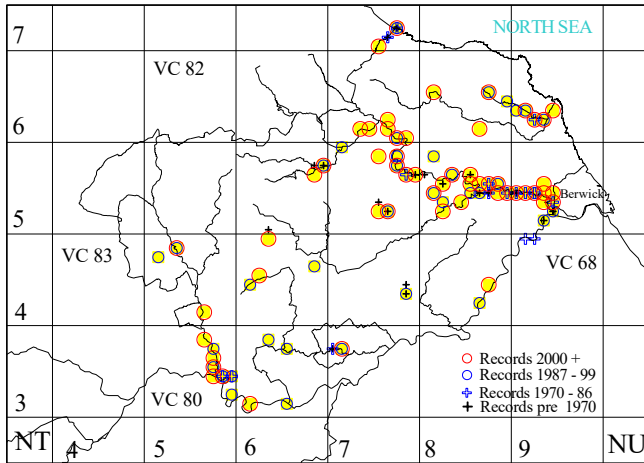 7
NORTH SEA
VC 82
6
Berwick
5
VC 83
VC 68
4
Records 2000 +
Records 1987 - 99
VC 80
Records 1970 - 86
Records pre 1970
3
NT 4 5 6 7 8 9 NU